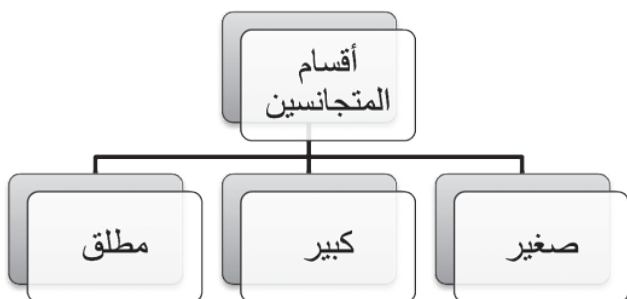 أقسام
المتجانسين
صغير
كبير
مطلق